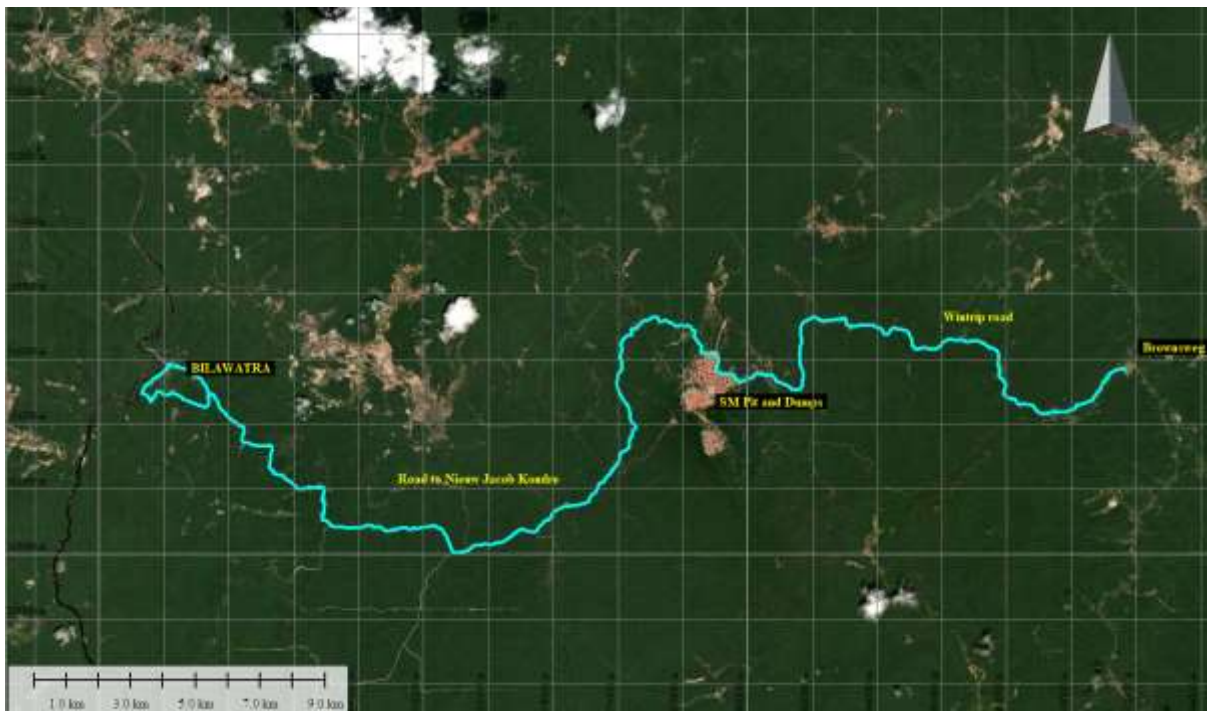 Wintrip road
Brownsweg
BILAWATRA
SM Pit and Dumps
Road to Nieuw Jacob Kondre
1.0 km 3.0 km 5.0 km 7.0 km 9.0 km